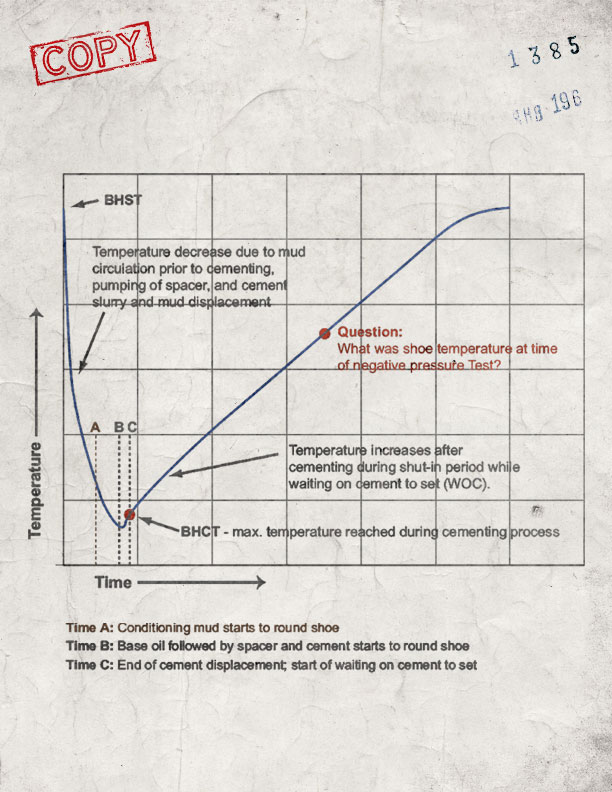 COPY
1385
196
BHST
Temperature decrease due to mud
circulation prior to cementing,
pumping of spacer, and cement
slurry and mud displacement
Question:
What was shoe temperature at time
of negative pressure Test?
A B C
Temperature increases after
cementing during shut-in period while
waiting on cement to set (WOC).
BHCT - max. temperature reached during cementing process
Temperature
Time
Time A: Conditioning mud starts to round shoe
Time B: Base oil followed by spacer and cement starts to round shoe
Time C: End of cement displacement; start of waiting on cement to set